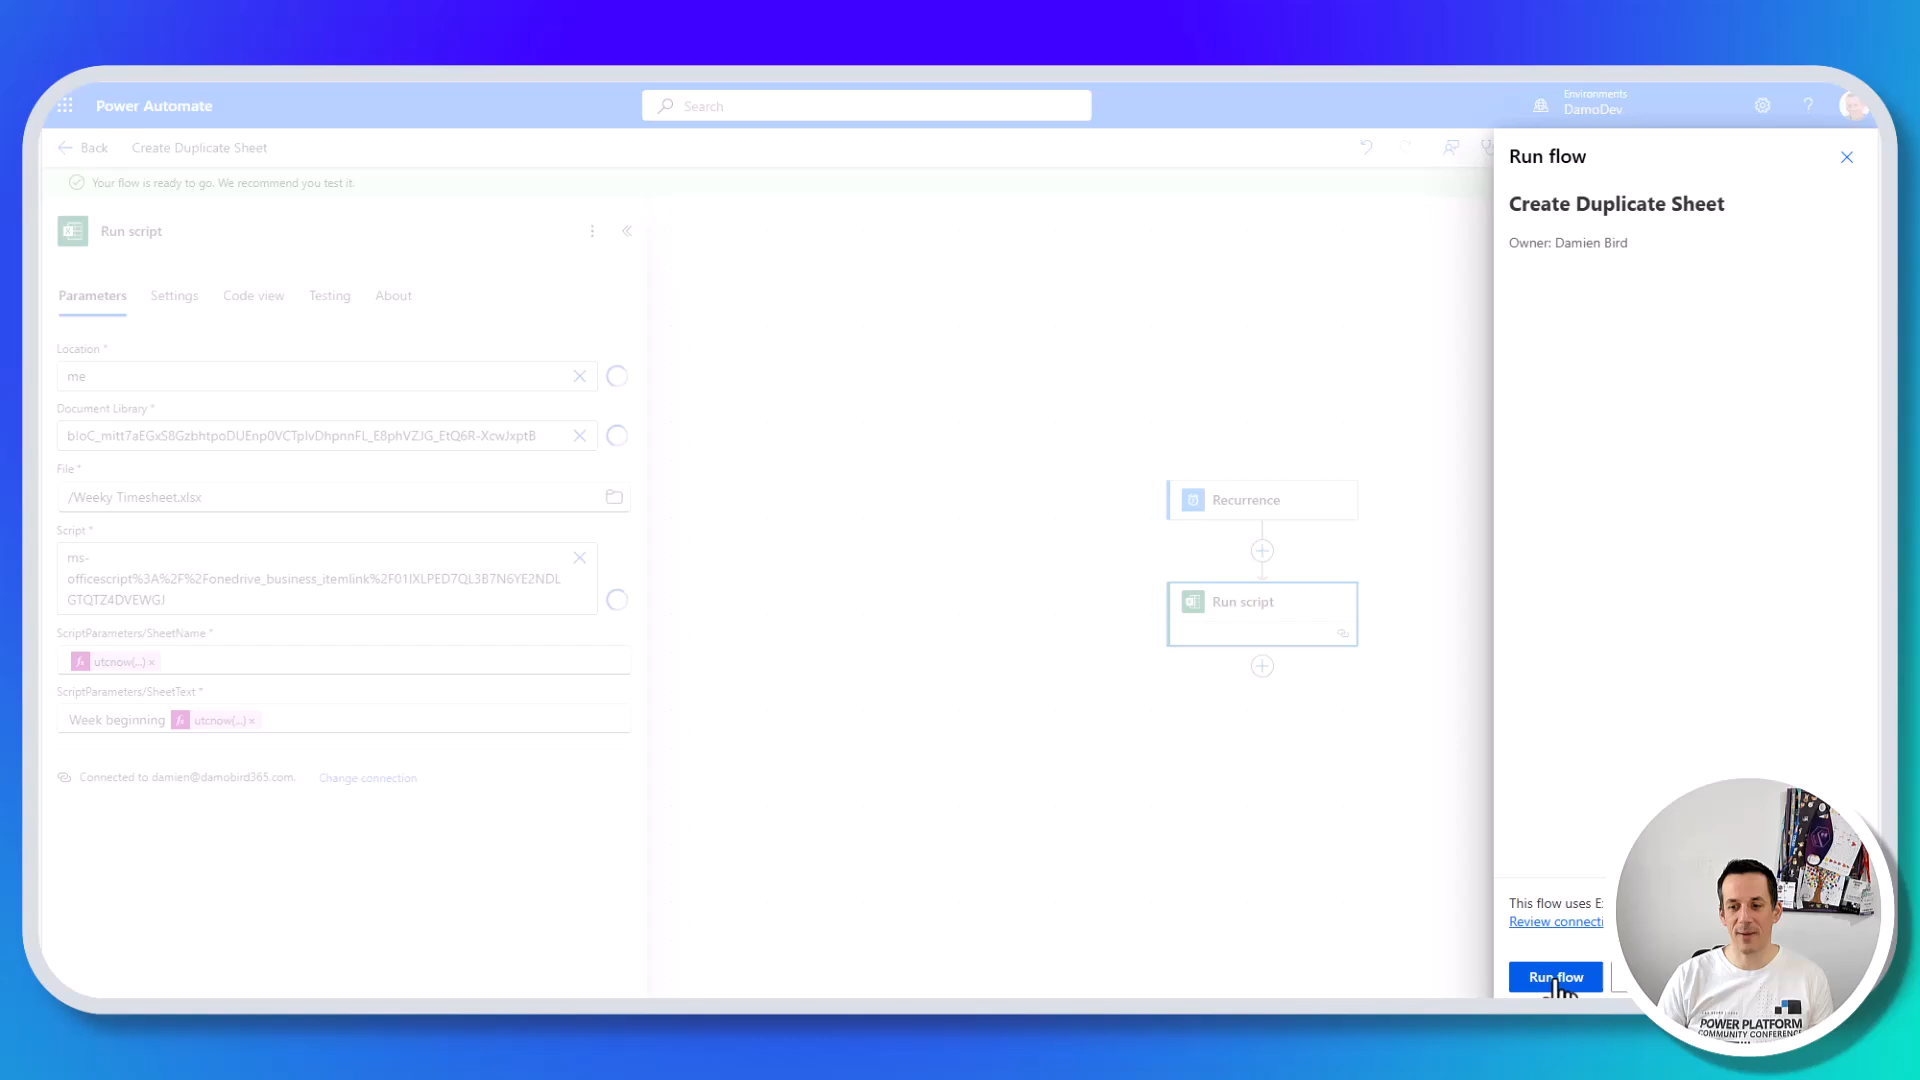 Power Automate
Search
Environments
DamoDev
Back
Create Duplicate Sheet
Your flow is ready to go. We recommend you test it.
Run script
Parameters
Settings
Code view
Testing
About
Location *
me
Document Library *
File *
/Weeky Timesheet.xlsx
Script *
ms-
officescript%3A%2F%2Fonedrive_business_itemlink%2F01IXLPED7QL3B7N6YE2NDL
GTQTZ4DVEWGJ
ScriptParameters/SheetName *
utcnow(...) ×
ScriptParameters/SheetText *
Week beginning utcnow(...) ×
Connected to damien@damobird365.com.
Change connection
Recurrence
Run script
Run flow
Create Duplicate Sheet
Owner: Damien Bird
This flow uses
Review connecti
Run flow
POWER PLATFORM
COMMUNITY CONFERENCE